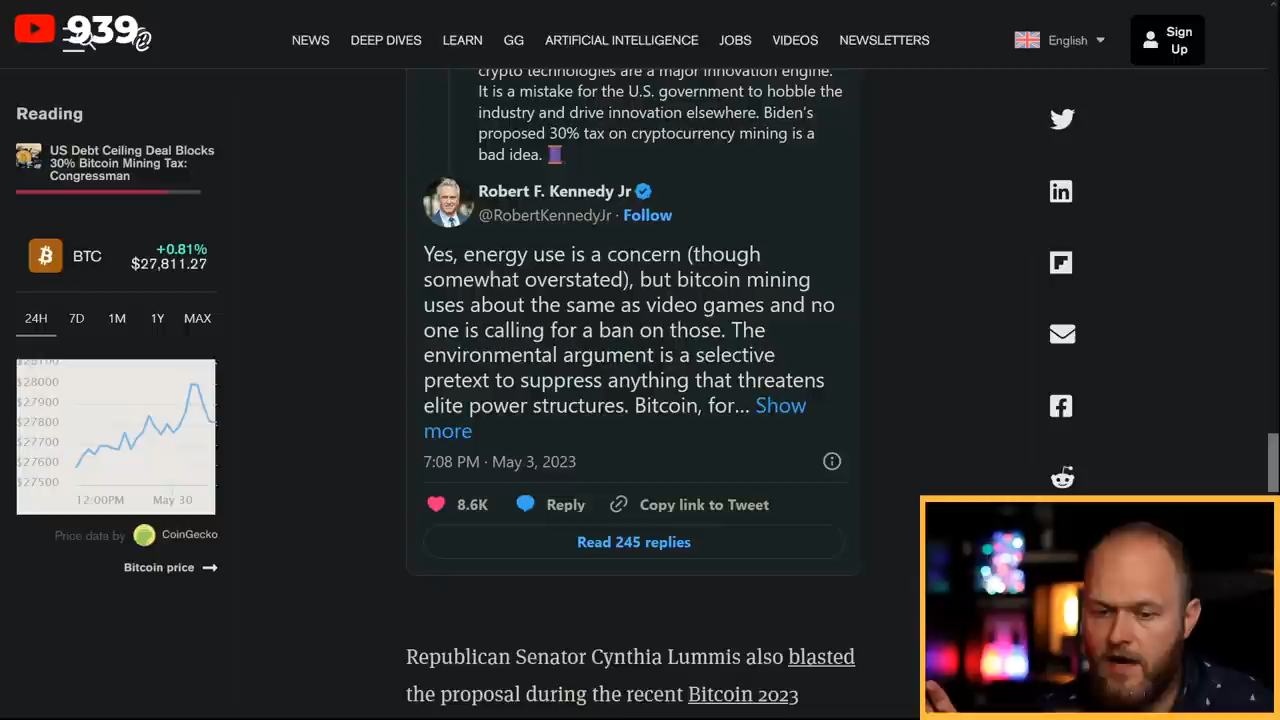 939
NEWS DEEP DIVES LEARN GG ARTIFICIAL INTELLIGENCE JOBS VIDEOS NEWSLETTERS
English
Sign
Up
Reading
US Debt Ceiling Deal Blocks
30% Bitcoin Mining Tax:
Congressman
BTC
+0.81%
$27,811.27
24H 7D 1M 1Y MAX
$28100
$28000
$27900
$27800
$27700
$27600
$27500
12:00PM May 30
Price data by CoinGecko
Bitcoin price →
crypto technologies are a major innovation engine.
It is a mistake for the U.S. government to hobble the
industry and drive innovation elsewhere. Biden's
proposed 30% tax on cryptocurrency mining is a
bad idea. 🧵
Robert F. Kennedy Jr
@RobertKennedyJr · Follow
Yes, energy use is a concern (though
somewhat overstated), but bitcoin mining
uses about the same as video games and no
one is calling for a ban on those. The
environmental argument is a selective
pretext to suppress anything that threatens
elite power structures. Bitcoin, for... Show
more
7:08 PM · May 3, 2023
8.6K Reply Copy link to Tweet
Read 245 replies
Republican Senator Cynthia Lummis also blasted
the proposal during the recent Bitcoin 2023